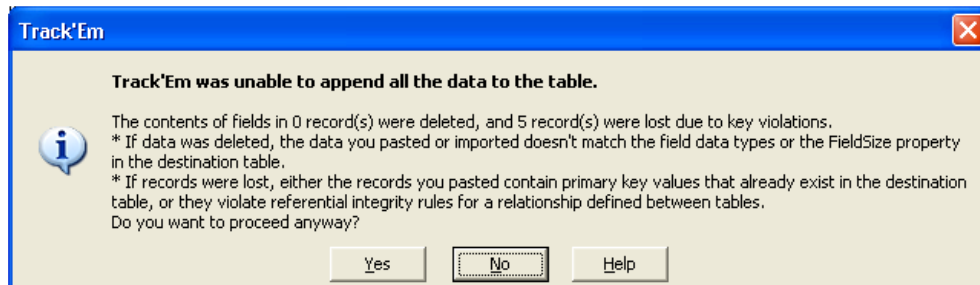 Track'Em
Track'Em was unable to append all the data to the table.
The contents of fields in 0 record(s) were deleted, and 5 record(s) were lost due to key violations.
* If data was deleted, the data you pasted or imported doesn't match the field data types or the FieldSize property
in the destination table.
* If records were lost, either the records you pasted contain primary key values that already exist in the destination
table, or they violate referential integrity rules for a relationship defined between tables.
Do you want to proceed anyway?
Yes No Help